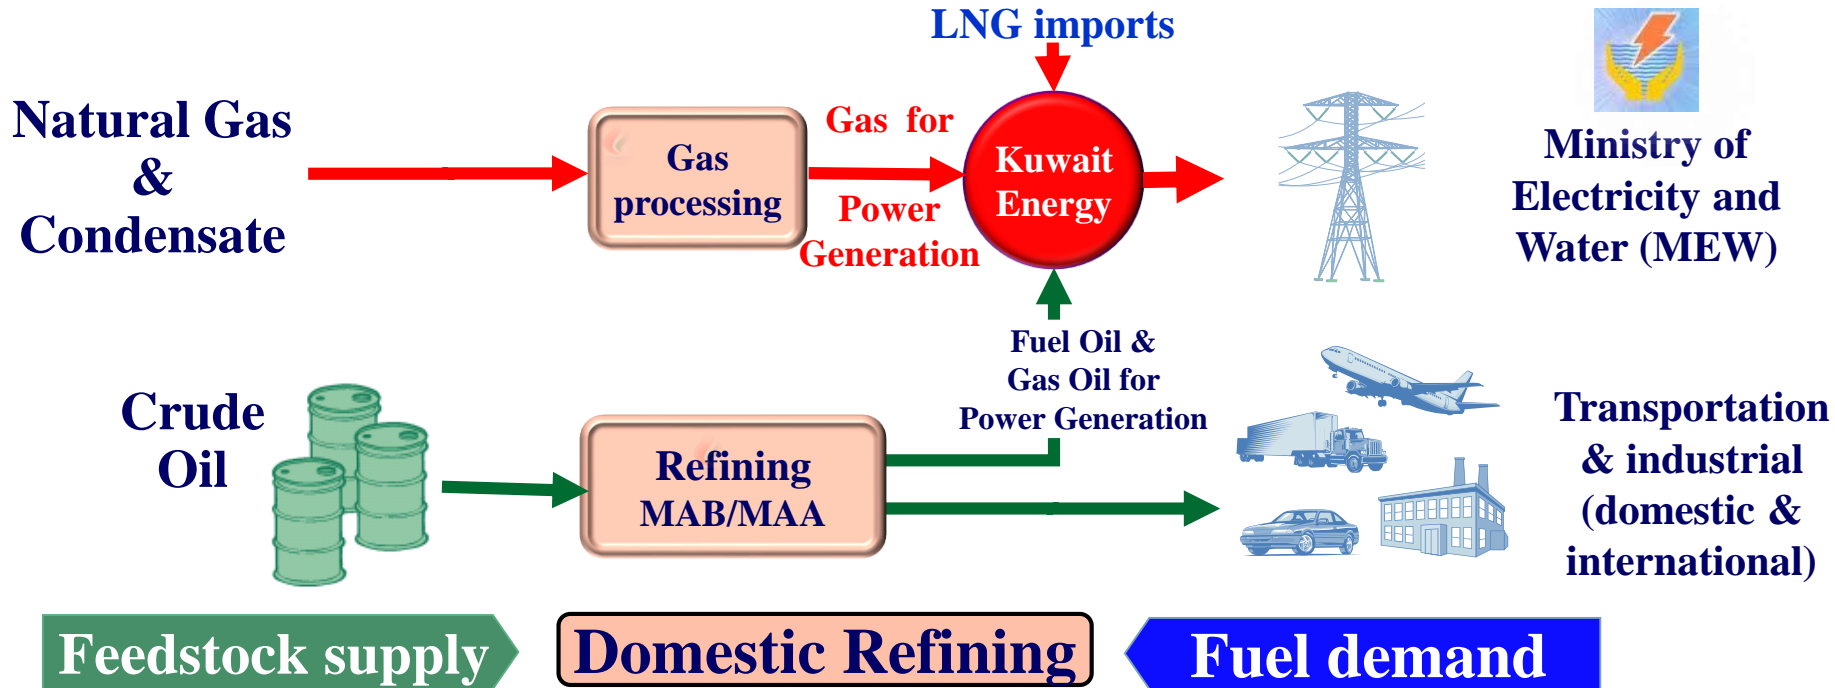 LNG imports
Natural Gas
&
Condensate
Gas
processing
Gas for
Power
Generation
Kuwait
Energy
Ministry of
Electricity and
Water (MEW)
Fuel Oil &
Gas Oil for
Power Generation
Crude
Oil
Refining
MAB/MAA
Transportation
& industrial
(domestic &
international)
Feedstock supply
Domestic Refining
Fuel demand